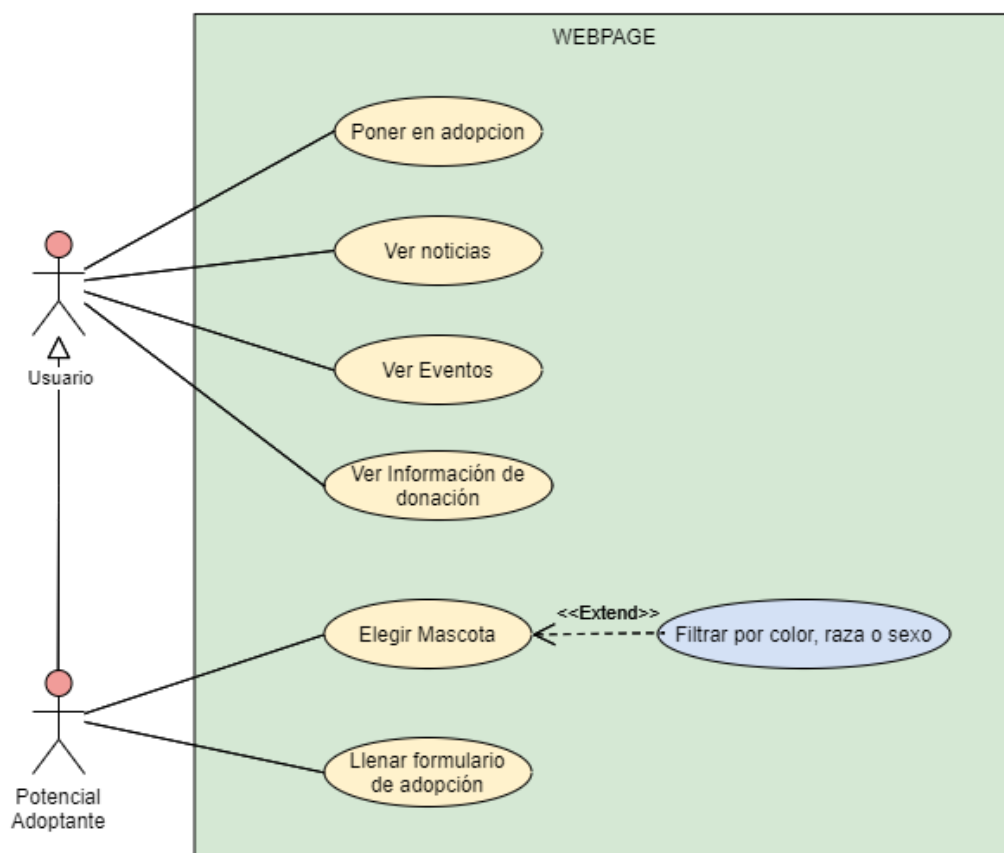 WEBPAGE
Poner en adopcion
Ver noticias
Ver Eventos
Usuario
Ver Información de
donación
Elegir Mascota
<<Extend>>
Filtrar por color, raza o sexo
Llenar formulario
de adopción
Potencial
Adoptante